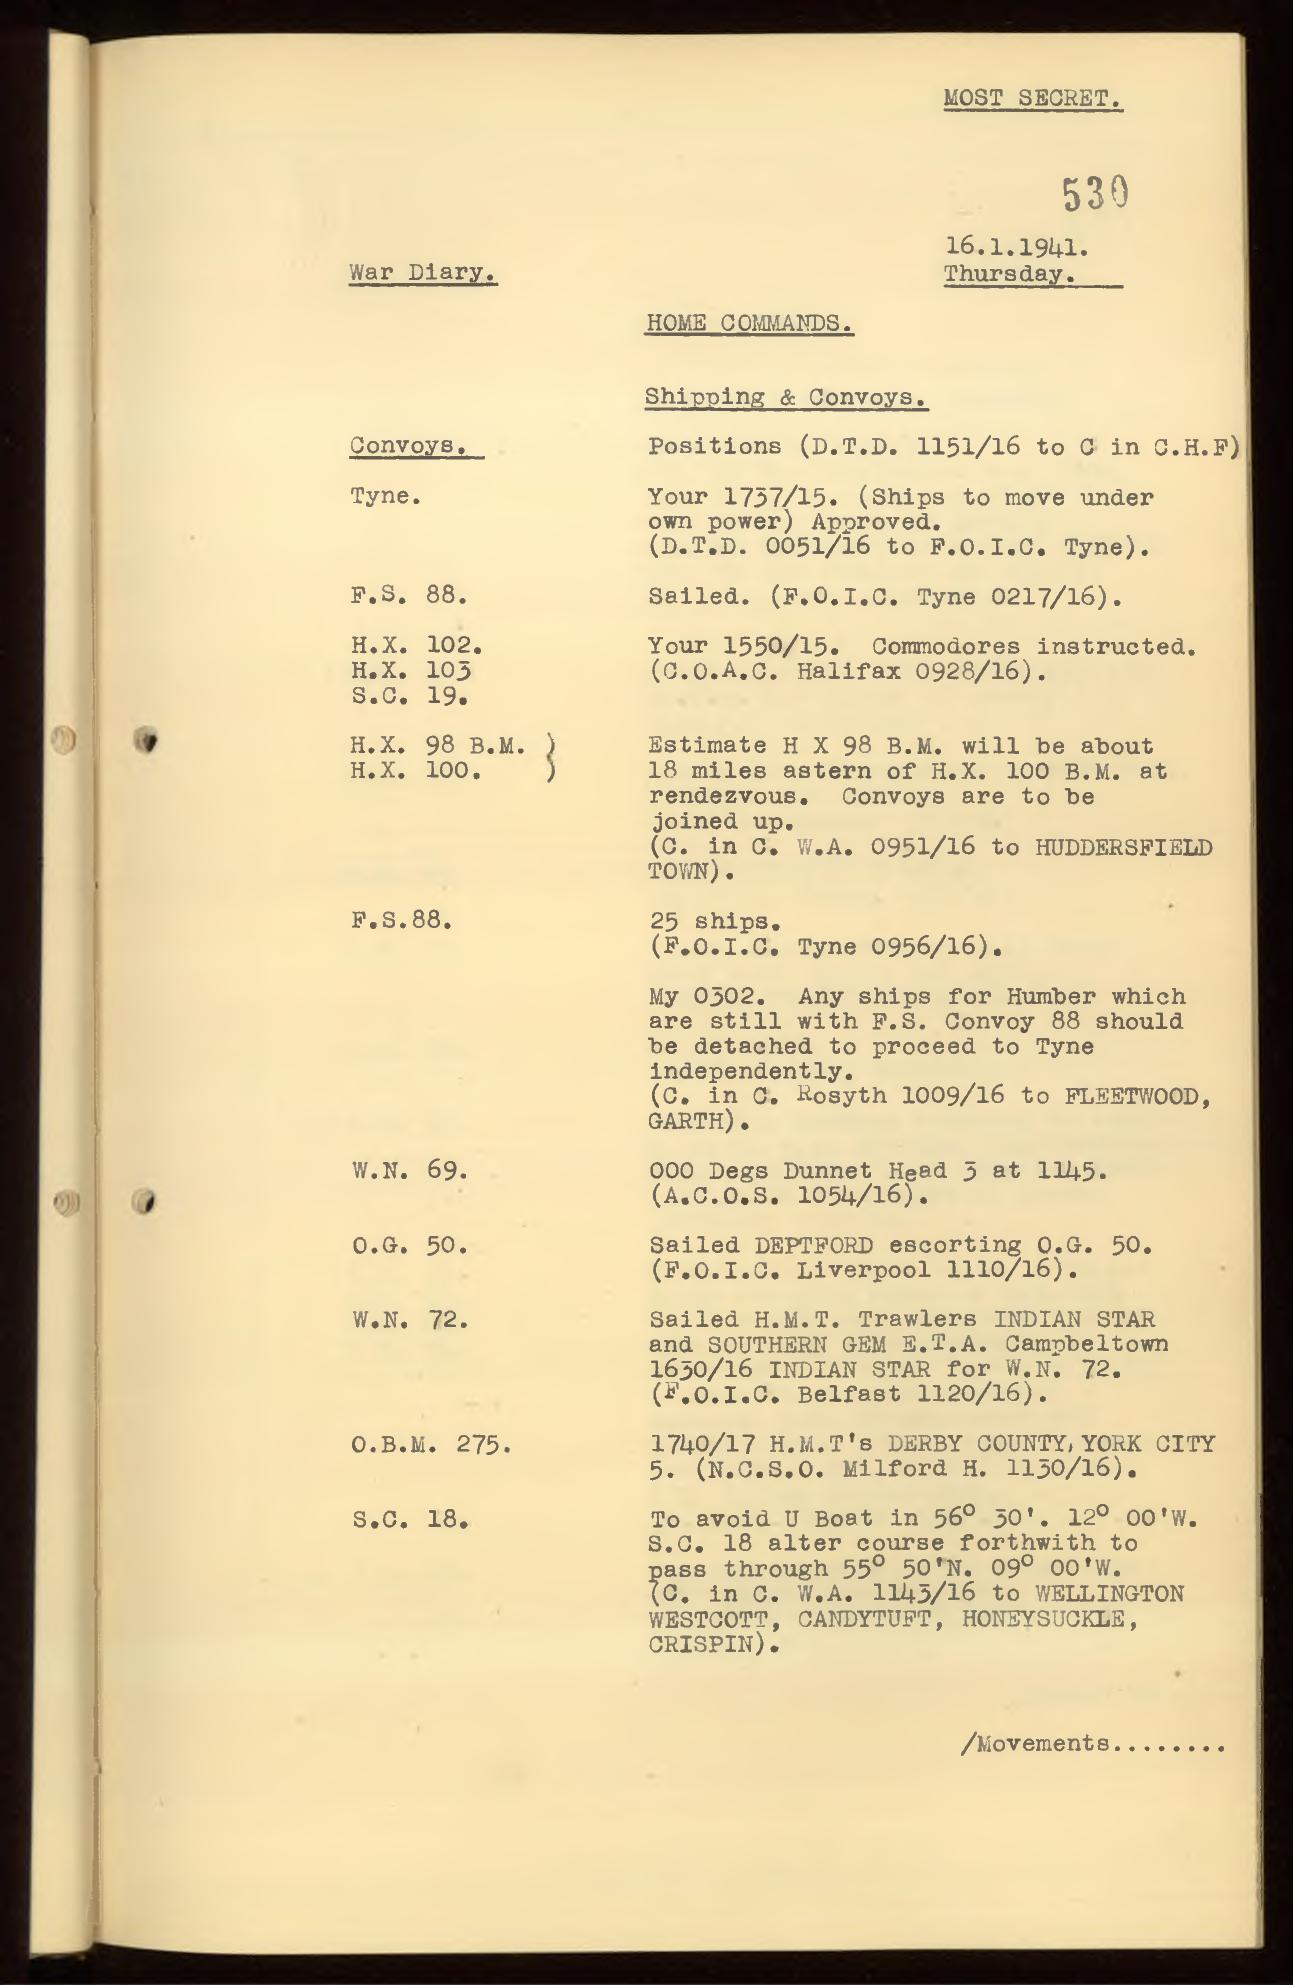 MOST SECRET.
530
16.1.1941.
War Diary. Thursday.
HOME COMMANDS.
Shipping & Convoys.
Convoys. Positions (D.T.D. 1151/16 to C in C.H.F)
Tyne. Your 1737/15. (Ships to move under
own power) Approved.
(D.T.D. 0051/16 to F.O.I.C. Tyne).
F.S. 88. Sailed. (F.O.I.C. Tyne 0217/16).
H.X. 102. Your 1550/15. Commodores instructed.
H.X. 103 (C.O.A.C. Halifax 0928/16).
S.C. 19.
H.X. 98 B.M. ) Estimate H X 98 B.M. will be about
H.X. 100. ) 18 miles astern of H.X. 100 B.M. at
rendezvous. Convoys are to be
joined up.
(C. in C. W.A. 0951/16 to HUDDERSFIELD
TOWN).
F.S.88. 25 ships.
(F.O.I.C. Tyne 0956/16).
My 0302. Any ships for Humber which
are still with F.S. Convoy 88 should
be detached to proceed to Tyne
independently.
(C. in C. Rosyth 1009/16 to FLEETWOOD,
GARTH).
W.N. 69. 000 Degs Dunnet Head 3 at 1145.
(A.C.O.S. 1054/16).
O.G. 50. Sailed DEPTFORD escorting O.G. 50.
(F.O.I.C. Liverpool 1110/16).
W.N. 72. Sailed H.M.T. Trawlers INDIAN STAR
and SOUTHERN GEM E.T.A. Campbeltown
1630/16 INDIAN STAR for W.N. 72.
(F.O.I.C. Belfast 1120/16).
O.B.M. 275. 1740/17 H.M.T's DERBY COUNTY, YORK CITY
5. (N.C.S.O. Milford H. 1130/16).
S.C. 18. To avoid U Boat in 56° 30'. 12° 00'W.
S.C. 18 alter course forthwith to
pass through 55° 50'N. 09° 00'W.
(C. in C. W.A. 1143/16 to WELLINGTON
WESTCOTT, CANDYTUFT, HONEYSUCKLE,
CRISPIN).
/Movements........